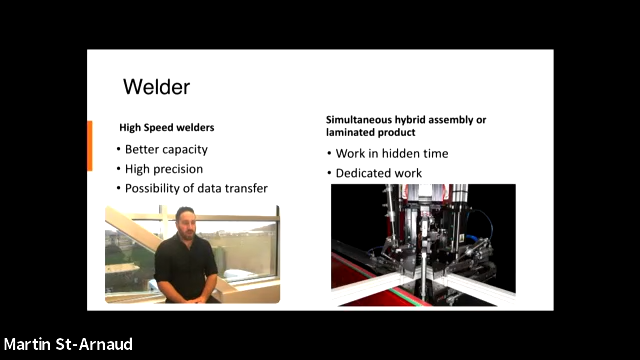 Welder
High Speed welders
• Better capacity
• High precision
• Possibility of data transfer
Simultaneous hybrid assembly or
laminated product
• Work in hidden time
• Dedicated work
Martin St-Arnaud